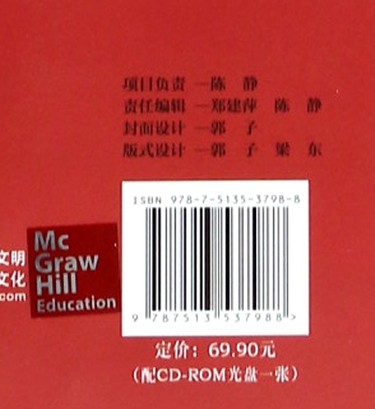 项目负责 一陈 静
责任编辑 一郑建萍 陈 静
封面设计 一郭 子
版式设计 一郭 子 梁 东
ISBN 978-7-5135-3798-8
9 787513 537988 >
文明
文化
com
Mc
Graw
Hill
Education
定价：69.90元
（配CD-ROM光盘一张）